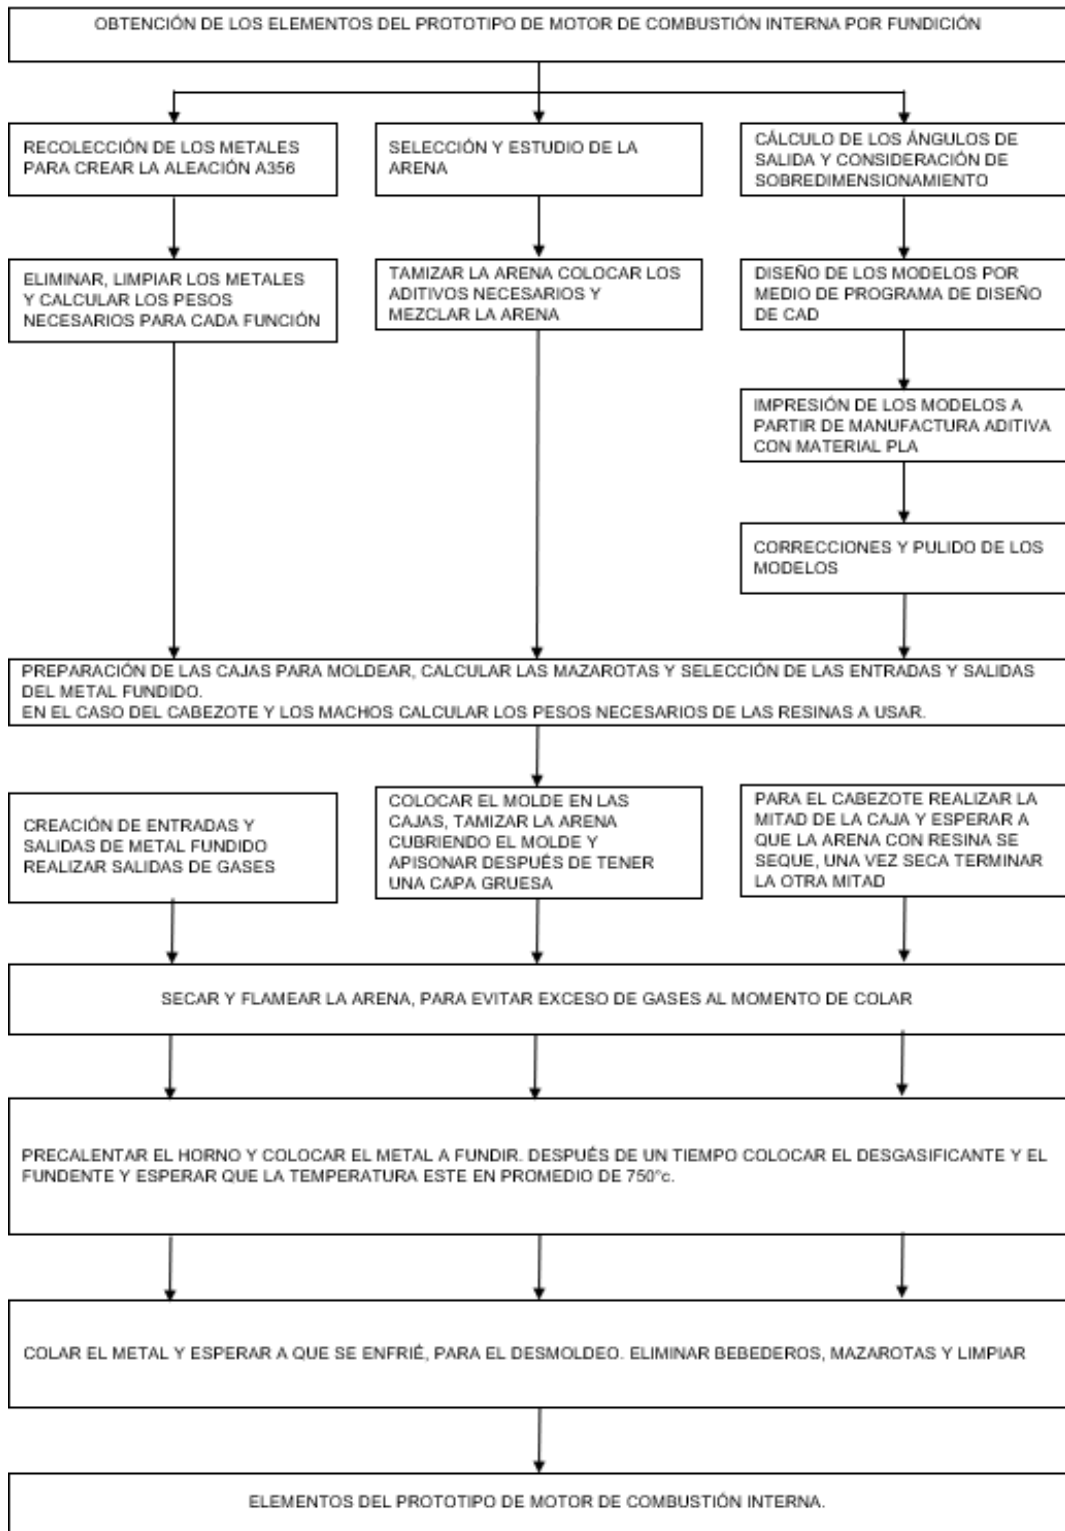 OBTENCIÓN DE LOS ELEMENTOS DEL PROTOTIPO DE MOTOR DE COMBUSTIÓN INTERNA POR FUNDICIÓN
RECOLECCIÓN DE LOS METALES
PARA CREAR LA ALEACIÓN A356
SELECCIÓN Y ESTUDIO DE LA
ARENA
CÁLCULO DE LOS ÁNGULOS DE
SALIDA Y CONSIDERACIÓN DE
SOBREDIMENSIONAMIENTO
ELIMINAR, LIMPIAR LOS METALES
Y CALCULAR LOS PESOS
NECESARIOS PARA CADA FUNCIÓN
TAMIZAR LA ARENA COLOCAR LOS
ADITIVOS NECESARIOS Y
MEZCLAR LA ARENA
DISEÑO DE LOS MODELOS POR
MEDIO DE PROGRAMA DE DISEÑO
DE CAD
IMPRESIÓN DE LOS MODELOS A
PARTIR DE MANUFACTURA ADITIVA
CON MATERIAL PLA
CORRECCIONES Y PULIDO DE LOS
MODELOS
PREPARACIÓN DE LAS CAJAS PARA MOLDEAR, CALCULAR LAS MAZAROTAS Y SELECCIÓN DE LAS ENTRADAS Y SALIDAS
DEL METAL FUNDIDO.
EN EL CASO DEL CABEZOTE Y LOS MACHOS CALCULAR LOS PESOS NECESARIOS DE LAS RESINAS A USAR.
CREACIÓN DE ENTRADAS Y
SALIDAS DE METAL FUNDIDO
REALIZAR SALIDAS DE GASES
COLOCAR EL MOLDE EN LAS
CAJAS, TAMIZAR LA ARENA
CUBRIENDO EL MOLDE Y
APISONAR DESPUÉS DE TENER
UNA CAPA GRUESA
PARA EL CABEZOTE REALIZAR LA
MITAD DE LA CAJA Y ESPERAR A
QUE LA ARENA CON RESINA SE
SEQUE, UNA VEZ SECA TERMINAR
LA OTRA MITAD
SECAR Y FLAMEAR LA ARENA, PARA EVITAR EXCESO DE GASES AL MOMENTO DE COLAR
PRECALENTAR EL HORNO Y COLOCAR EL METAL A FUNDIR. DESPUÉS DE UN TIEMPO COLOCAR EL DESGASIFICANTE Y EL
FUNDENTE Y ESPERAR QUE LA TEMPERATURA ESTE EN PROMEDIO DE 750°c.
COLAR EL METAL Y ESPERAR A QUE SE ENFRIÉ, PARA EL DESMOLDEO. ELIMINAR BEBEDEROS, MAZAROTAS Y LIMPIAR
ELEMENTOS DEL PROTOTIPO DE MOTOR DE COMBUSTIÓN INTERNA.